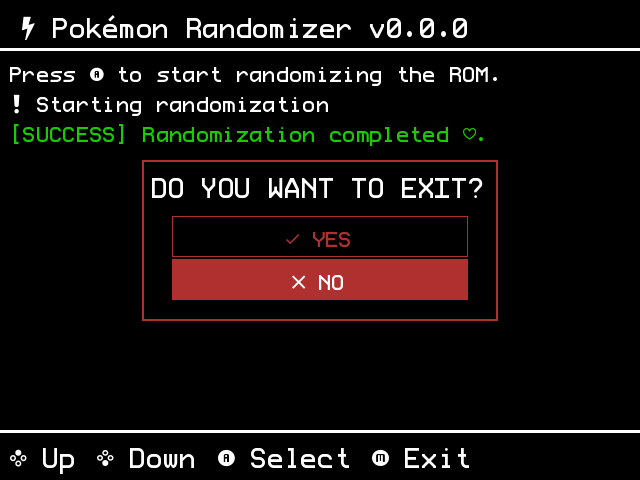 Pokémon Randomizer v0.0.0
Press A to start randomizing the ROM.
! Starting randomization
[SUCCESS] Randomization completed ♡.
DO YOU WANT TO EXIT?
✓ YES
✕ NO
Up Down A Select M Exit